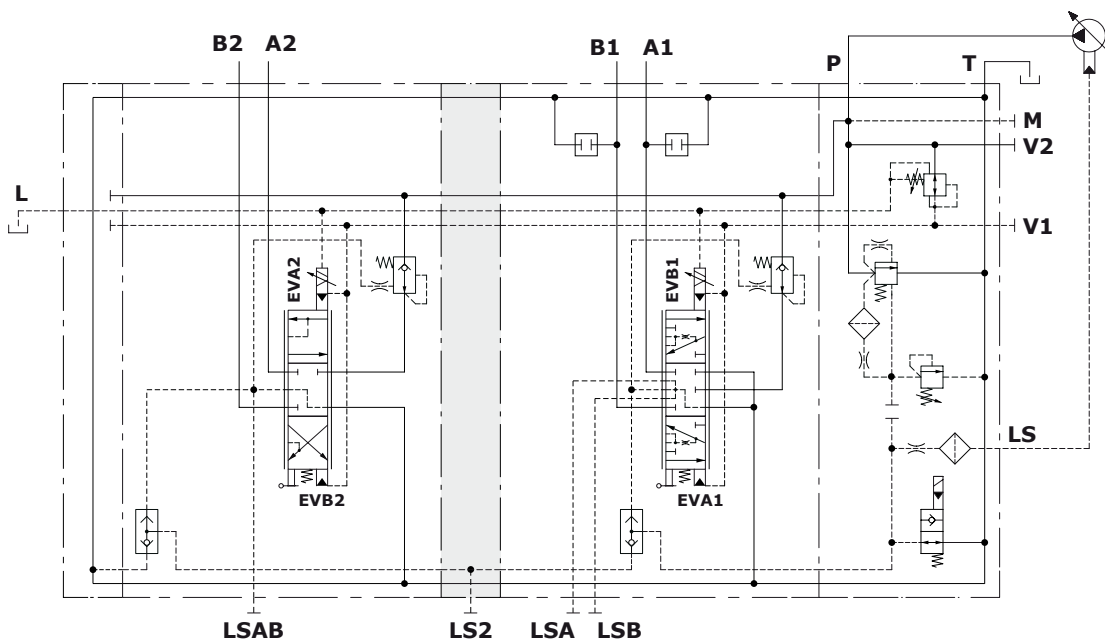 B2 A2 B1 A1
P T
M
V2
L
V1
EVA2
EVB1
LS
EVB2 EVA1
LSAB LS2 LSA LSB